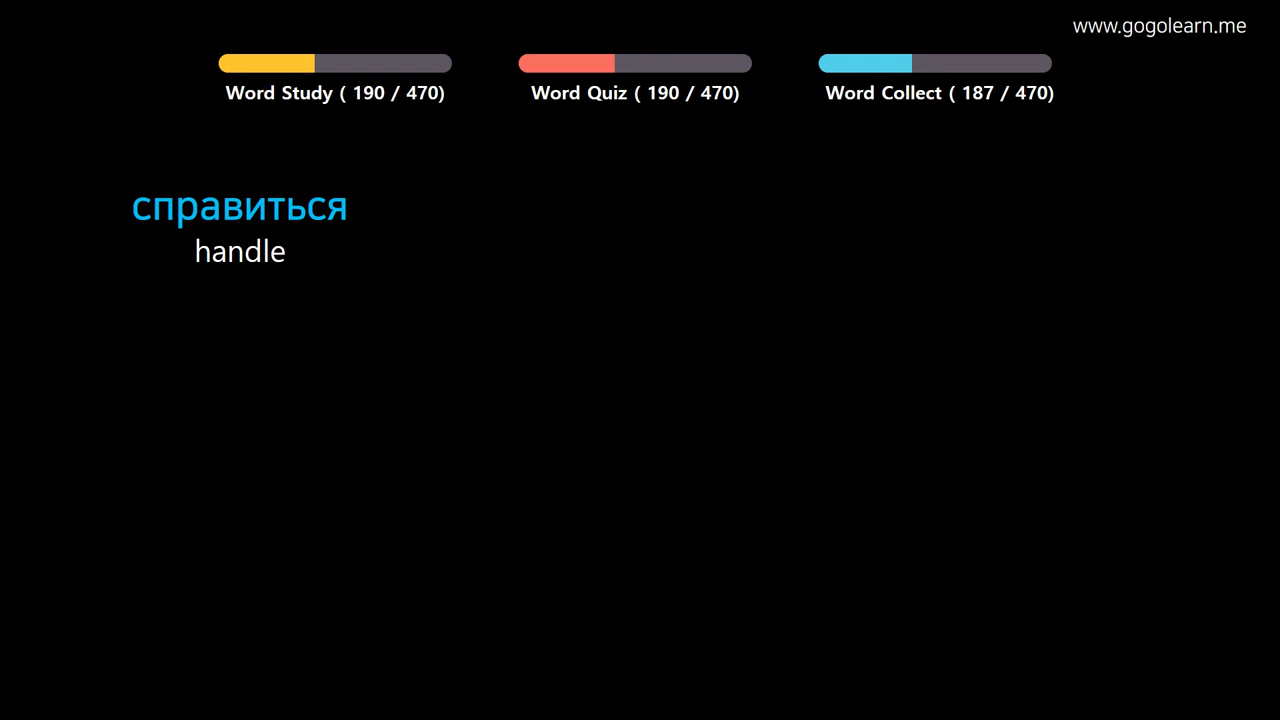 www.gogolearn.me
Word Study ( 190 / 470)
Word Quiz ( 190 / 470)
Word Collect ( 187 / 470)
справиться
handle